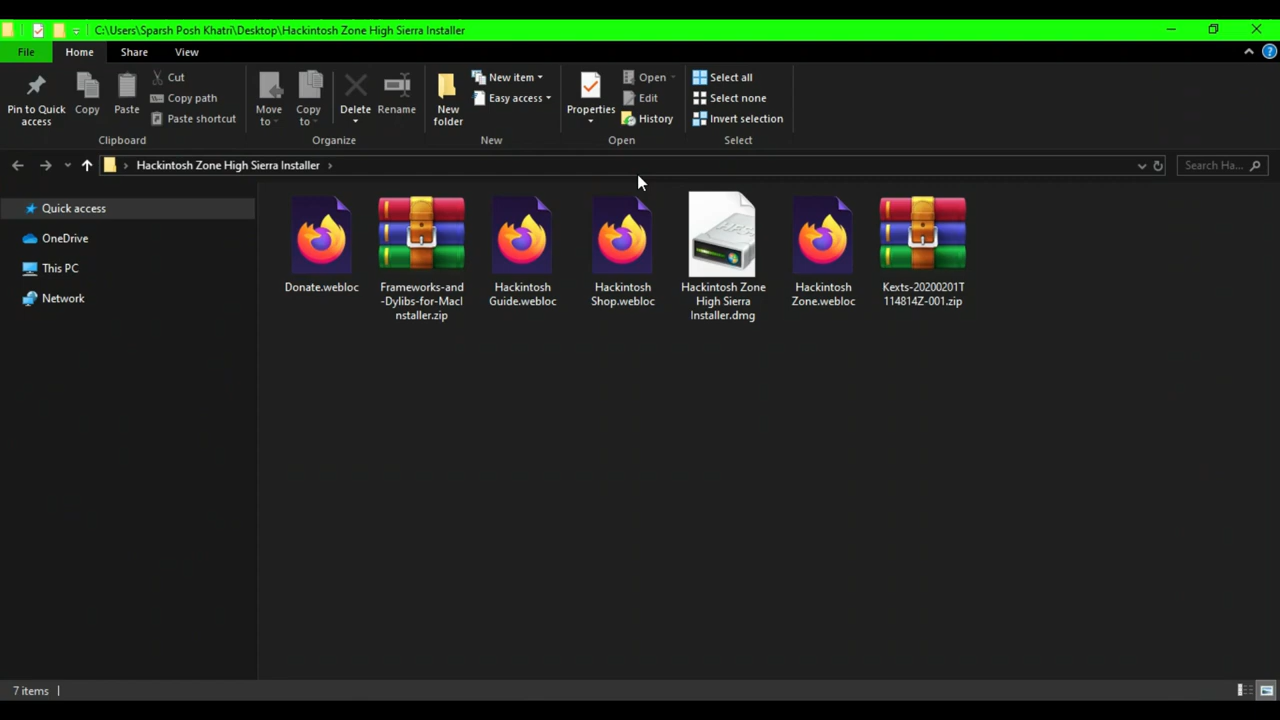 C:\Users\Sparsh Posh Khatri\Desktop\Hackintosh Zone High Sierra Installer
File
Home
Share
View
Pin to Quick
access
Copy
Paste
Cut
Copy path
Paste shortcut
Clipboard
Move
to
Copy
to
Delete
Rename
Organize
New
folder
New item
Easy access
New
Properties
Open
Edit
History
Open
Select all
Select none
Invert selection
Select
Hackintosh Zone High Sierra Installer
Search Ha...
Quick access
OneDrive
This PC
Network
Donate.webloc
Frameworks-and
-Dylibs-for-MacI
nstaller.zip
Hackintosh
Guide.webloc
Hackintosh
Shop.webloc
Hackintosh Zone
High Sierra
Installer.dmg
Hackintosh
Zone.webloc
Kexts-20200201T
114814Z-001.zip
7 items